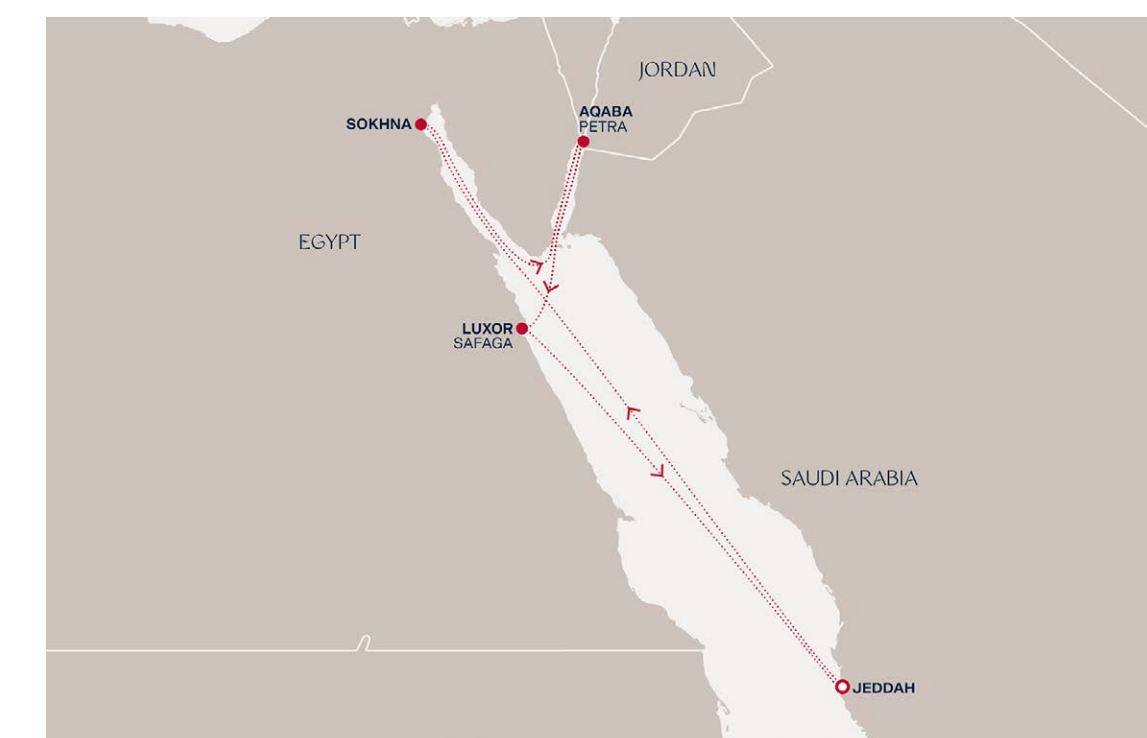 JORDAN
AQABA
PETRA
SOKHNA
EGYPT
LUXOR
SAFAGA
SAUDI ARABIA
JEDDAH